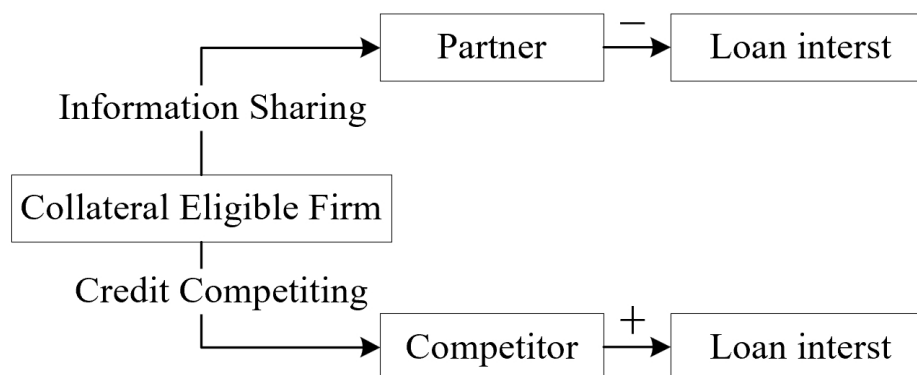 Partner
−
Loan interst
Information Sharing
Collateral Eligible Firm
Credit Competiting
Competitor
+
Loan interst